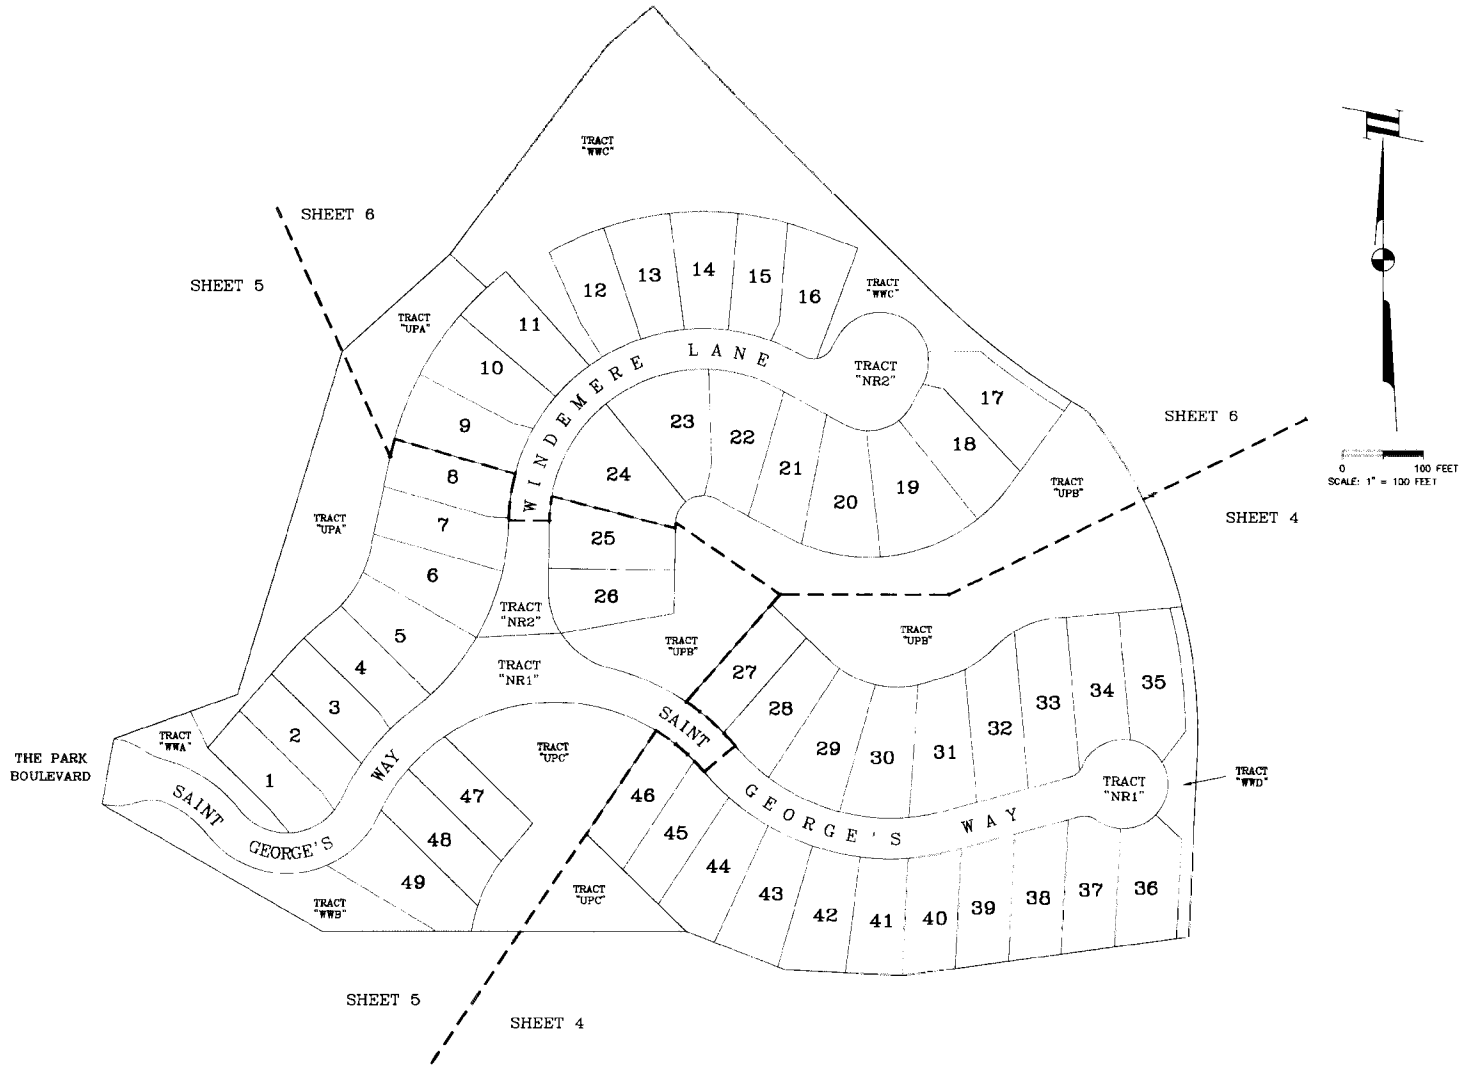 TRACT
"WWC"
SHEET 6
SHEET 5
12
13
14
15
16
TRACT
"WWC"
TRACT
"UPA"
11
10
9
8
7
6
5
4
3
2
1
WINDEMERE LANE
TRACT
"NR2"
17
18
19
20
21
22
23
24
25
26
TRACT
"UPB"
SHEET 6
SHEET 4
0 100 FEET
SCALE: 1" = 100 FEET
TRACT
"UPA"
TRACT
"NR2"
TRACT
"UPB"
TRACT
"UPB"
TRACT
"NR1"
27
28
29
30
31
32
33
34
35
TRACT
"WWA"
THE PARK
BOULEVARD
SAINT
GEORGE'S
WAY
TRACT
"UPC"
SAINT
GEORGE'S WAY
TRACT
"NR1"
TRACT
"WWD"
47
48
49
46
45
44
43
42
41
40
39
38
37
36
TRACT
"WWB"
TRACT
"UPC"
SHEET 5
SHEET 4